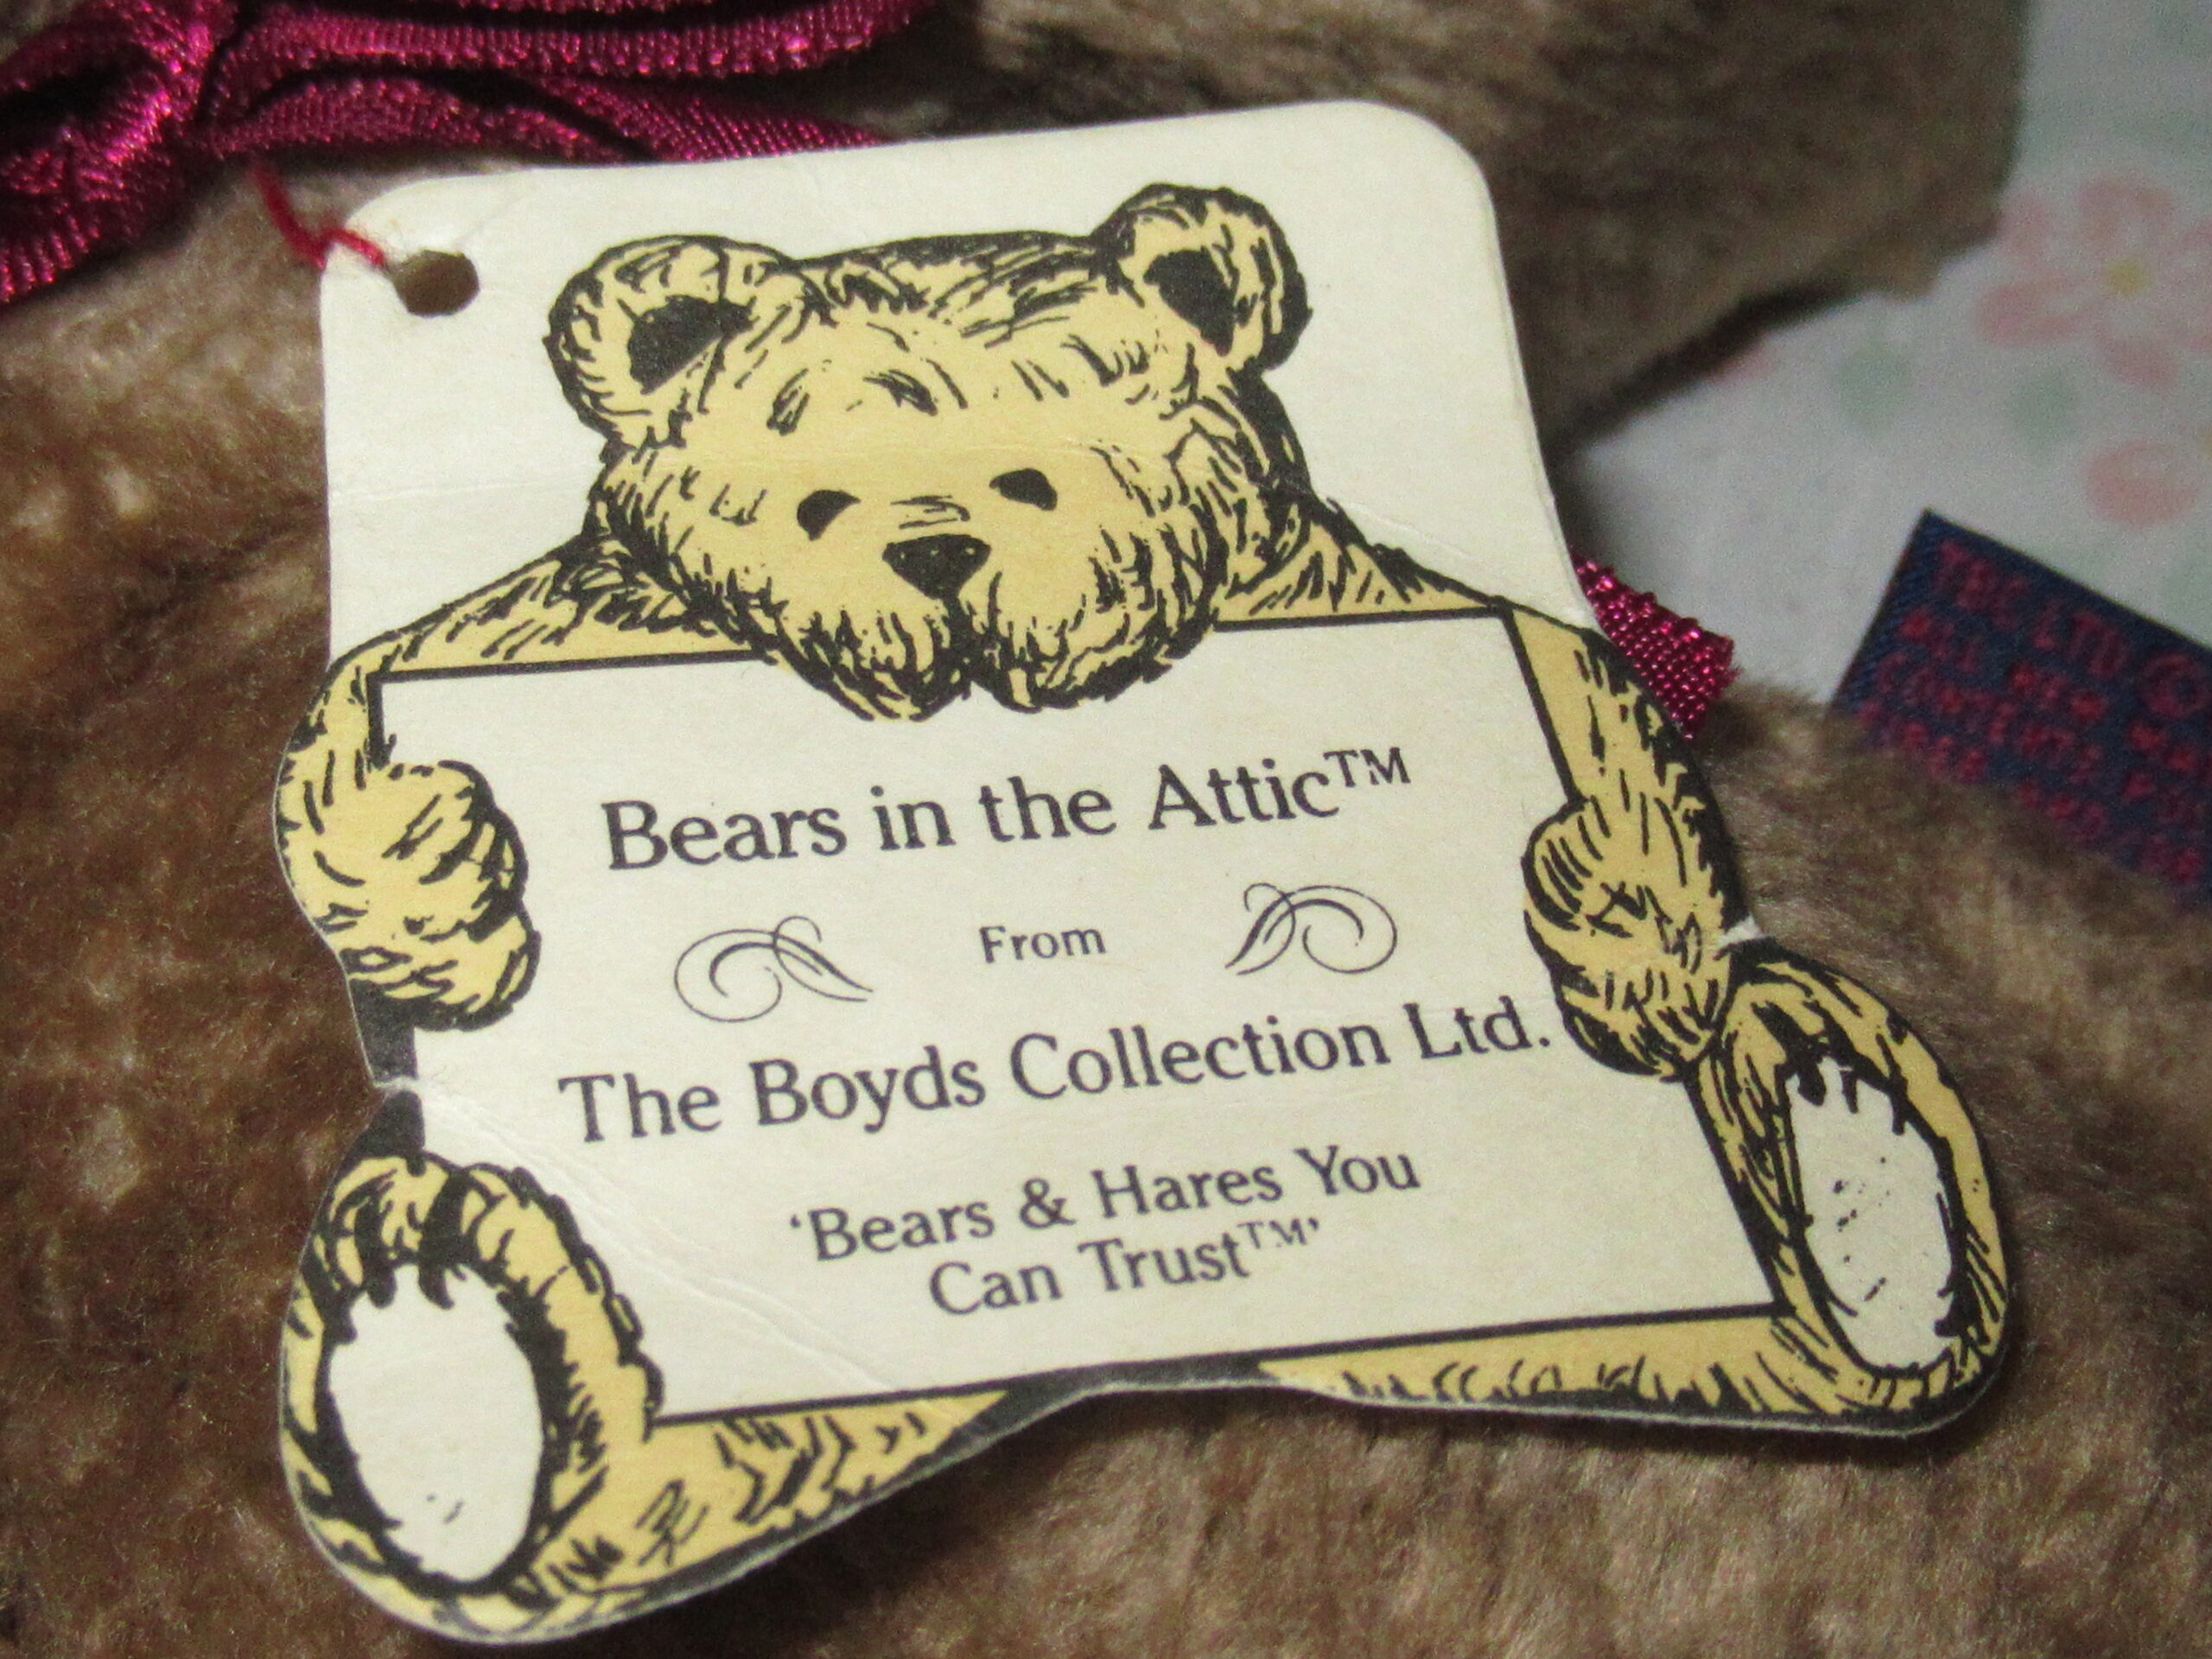 Bears in the Attic™
From
The Boyds Collection Ltd.
'Bears & Hares You
Can Trust™'